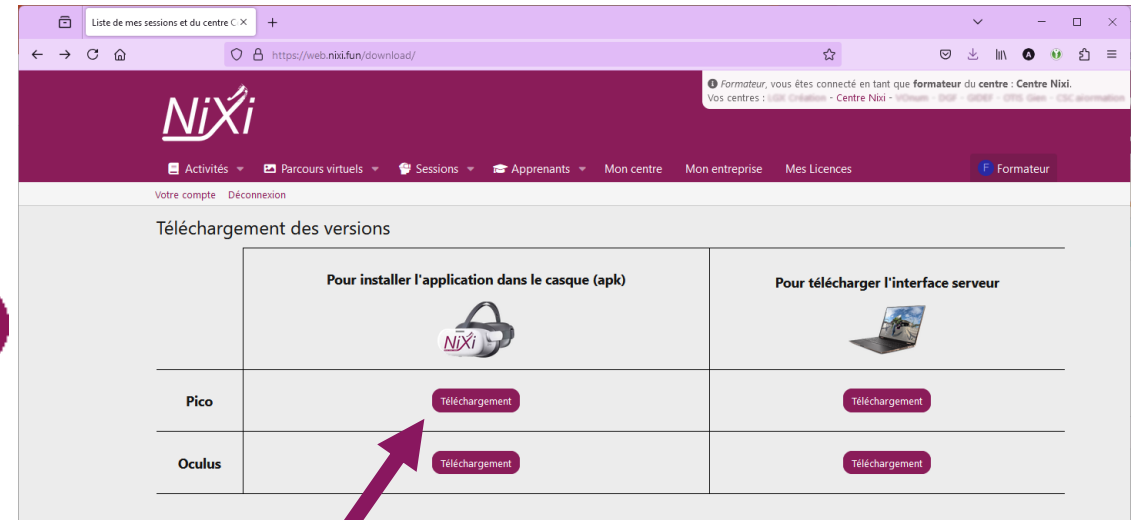 Liste de mes sessions et du centre C
https://web.nixi.fun/download/
Formateur, vous êtes connecté en tant que formateur du centre : Centre Nixi.
Vos centres : - Centre Nixi -
NiXi
Activités
Parcours virtuels
Sessions
Apprenants
Mon centre
Mon entreprise
Mes Licences
F Formateur
Votre compte Déconnexion
Téléchargement des versions
Pour installer l'application dans le casque (apk)
Pour télécharger l'interface serveur
NiXi
Pico
Téléchargement
Téléchargement
Oculus
Téléchargement
Téléchargement